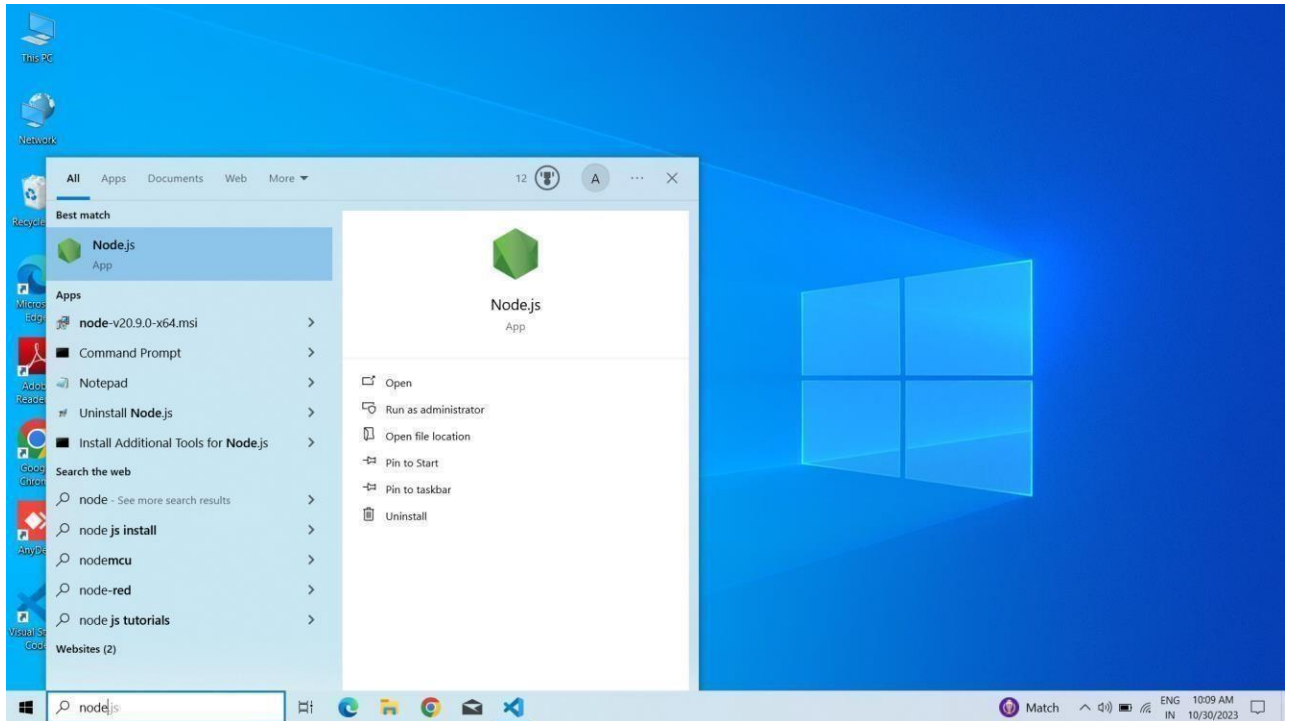 This PC
Network
All Apps Documents Web More
12 A ...
Best match
Node.js
App
Apps
node-v20.9.0-x64.msi
Command Prompt
Notepad
Uninstall Node.js
Install Additional Tools for Node.js
Search the web
node - See more search results
node js install
nodemcu
node-red
node js tutorials
Websites (2)
Node.js
App
Open
Run as administrator
Open file location
Pin to Start
Pin to taskbar
Uninstall
node.js
Match
ENG
IN
10:09 AM
10/30/2023